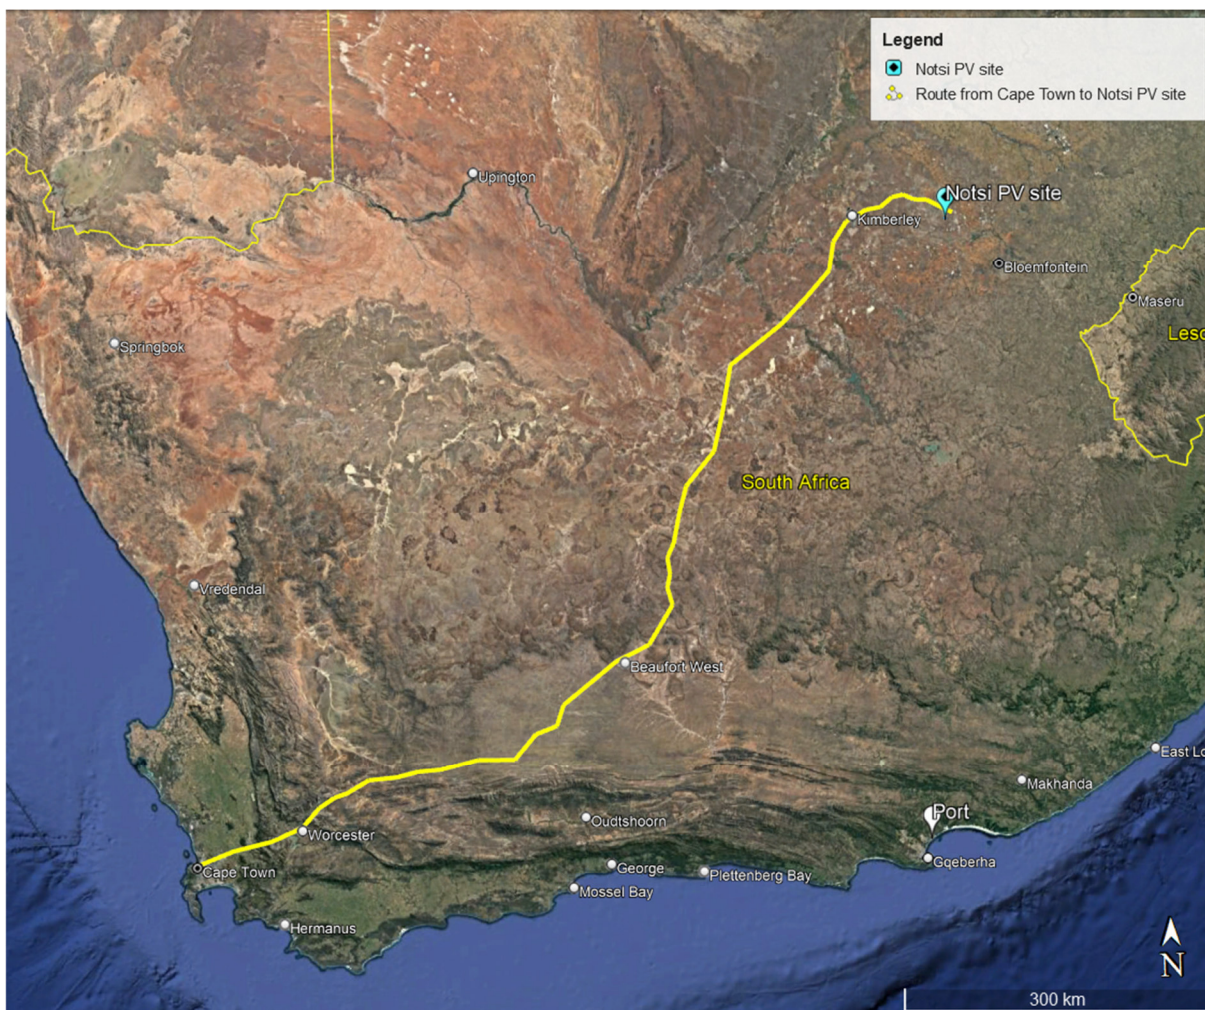 Legend
Notsi PV site
Route from Cape Town to Notsi PV site
Upington
Notsi PV site
Kimberley
Bloemfontein
Maseru
Leso
Springbok
South Africa
Vredendal
Beaufort West
East Lo
Makhanda
Port
Oudtshoorn
Worcester
Gqeberha
George
Cape Town
Plettenberg Bay
Mossel Bay
Hermanus
N
300 km